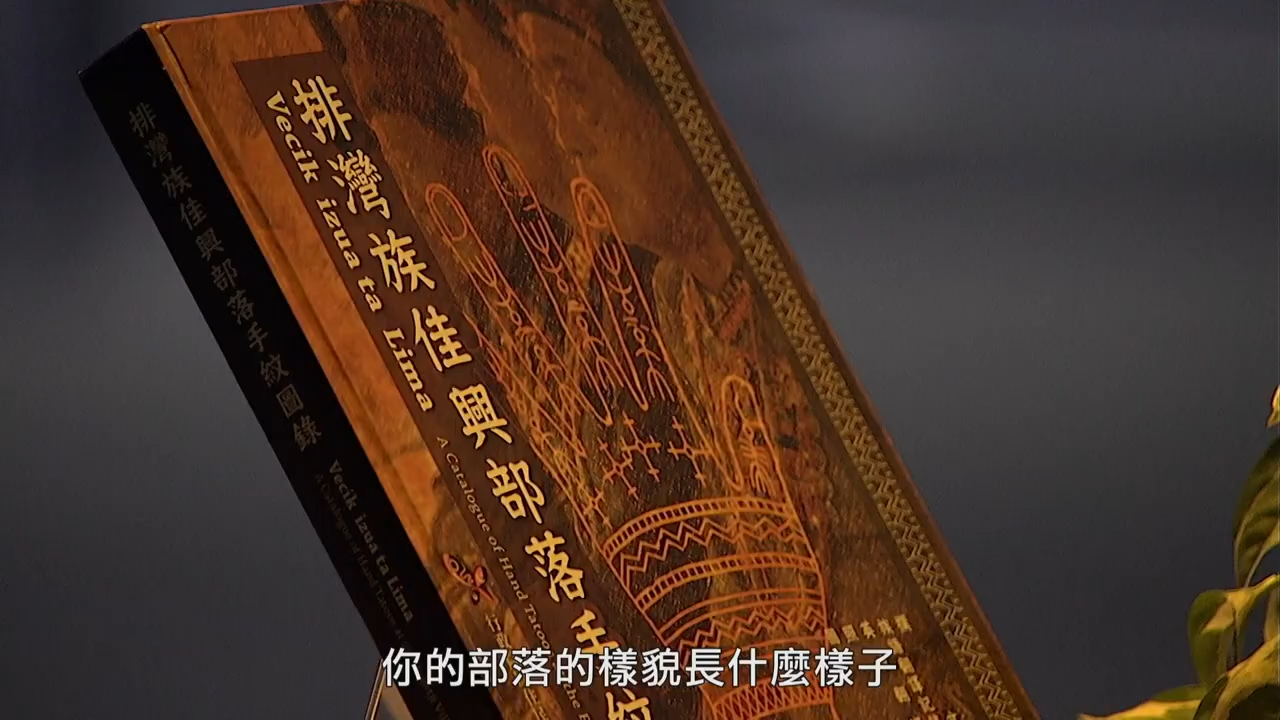 排灣族佳興部落手紋圖錄
Vecik izua ta Lima
排灣族佳興部落手紋
Vecik izua ta Lima
A Catalogue of Hand Tatoo
你的部落的樣貌長什麼樣子